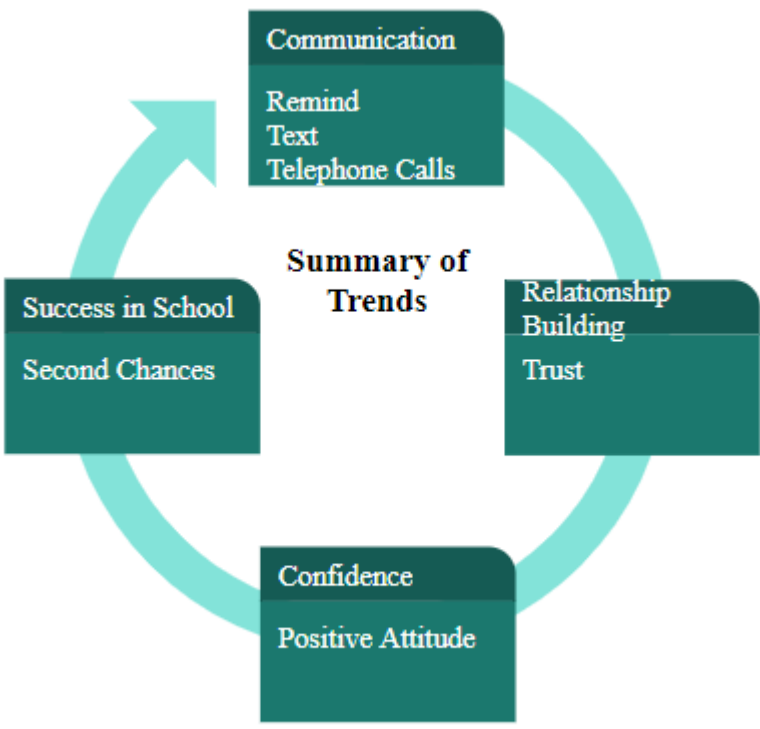 Communication
Remind
Text
Telephone Calls
Summary of
Trends
Relationship
Building
Trust
Confidence
Positive Attitude
Success in School
Second Chances